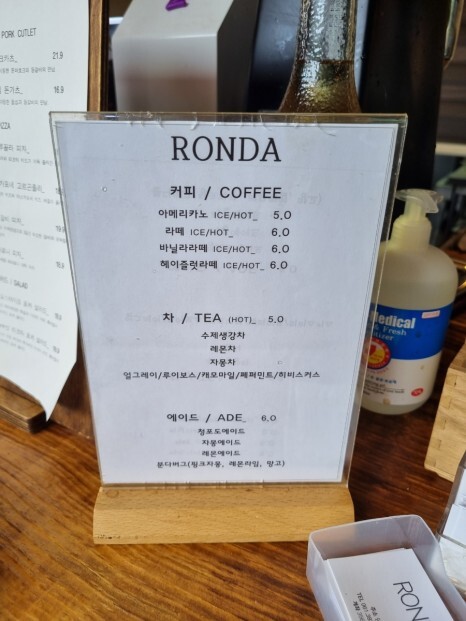 PORK CUTLET
21.9
16.9
RONDA
커피 / COFFEE
아메리카노 ICE/HOT_ 5.0
라떼 ICE/HOT_ 6.0
바닐라라떼 ICE/HOT_ 6.0
헤이즐럿라떼 ICE/HOT_ 6.0
차 / TEA (HOT)_ 5.0
수제생강차
레몬차
자몽차
얼그레이/루이보스/캐모마일/페퍼민트/히비스커스
에이드 / ADE_ 6.0
청포도에이드
자몽에이드
레몬에이드
분다버그(핑크자몽, 레몬라임, 망고)
Medical
& Fresh
RON